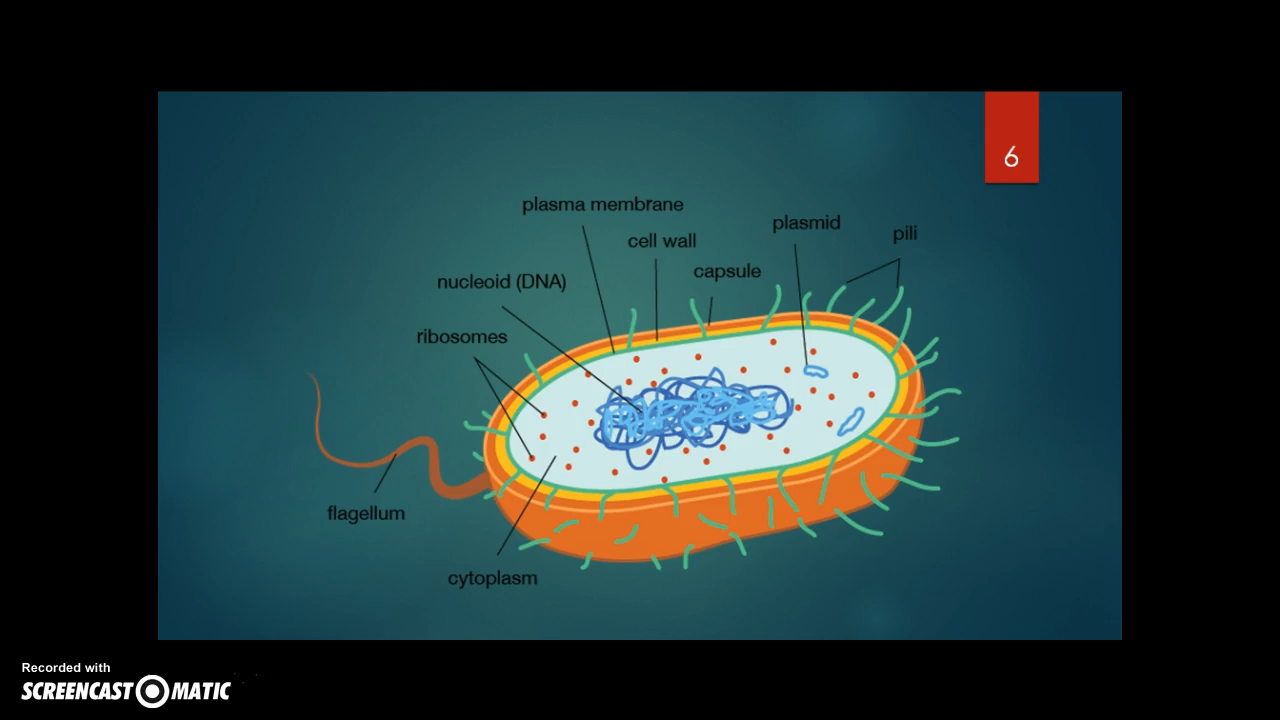 6
plasma membrane
plasmid
pili
cell wall
capsule
nucleoid (DNA)
ribosomes
flagellum
cytoplasm
Recorded with
SCREENCAST MATIC